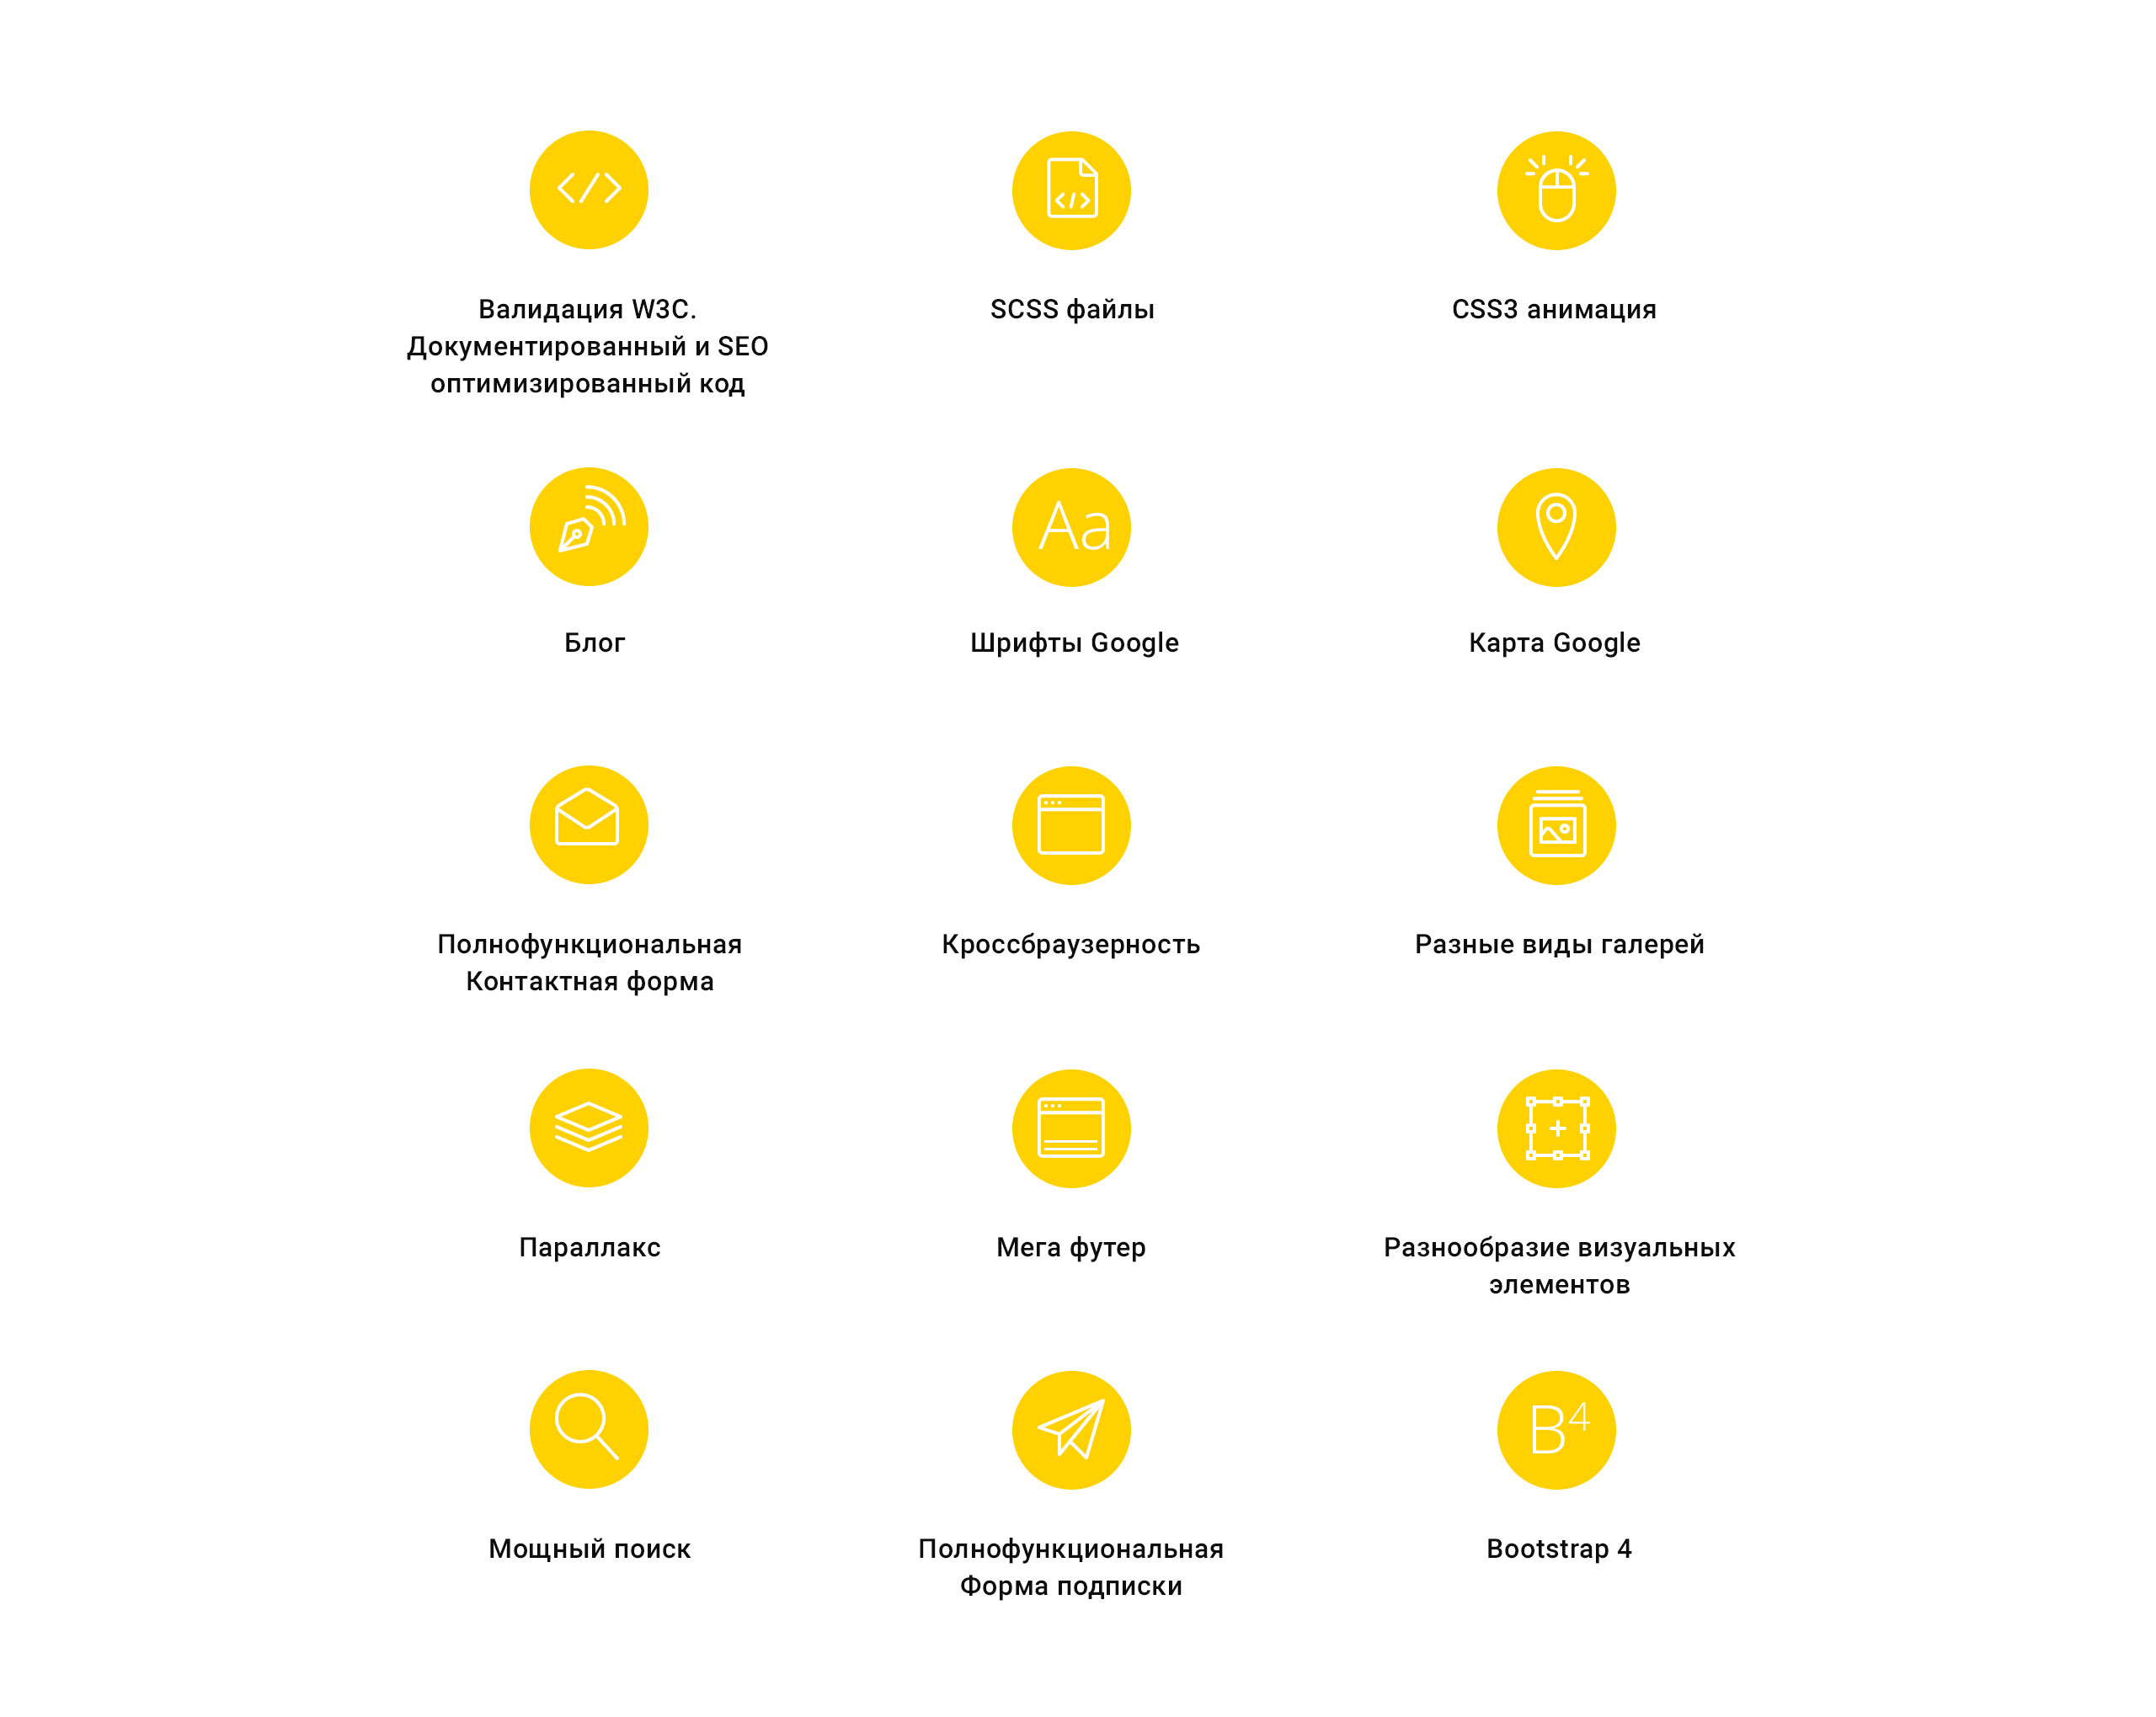 Валидация W3C.
Документированный и SEO
оптимизированный код
SCSS файлы
CSS3 анимация
Aa
Блог
Шрифты Google
Карта Google
Полнофункциональная
Контактная форма
Кроссбраузерность
Разные виды галерей
Параллакс
Мега футер
Разнообразие визуальных
элементов
B4
Мощный поиск
Полнофункциональная
Форма подписки
Bootstrap 4